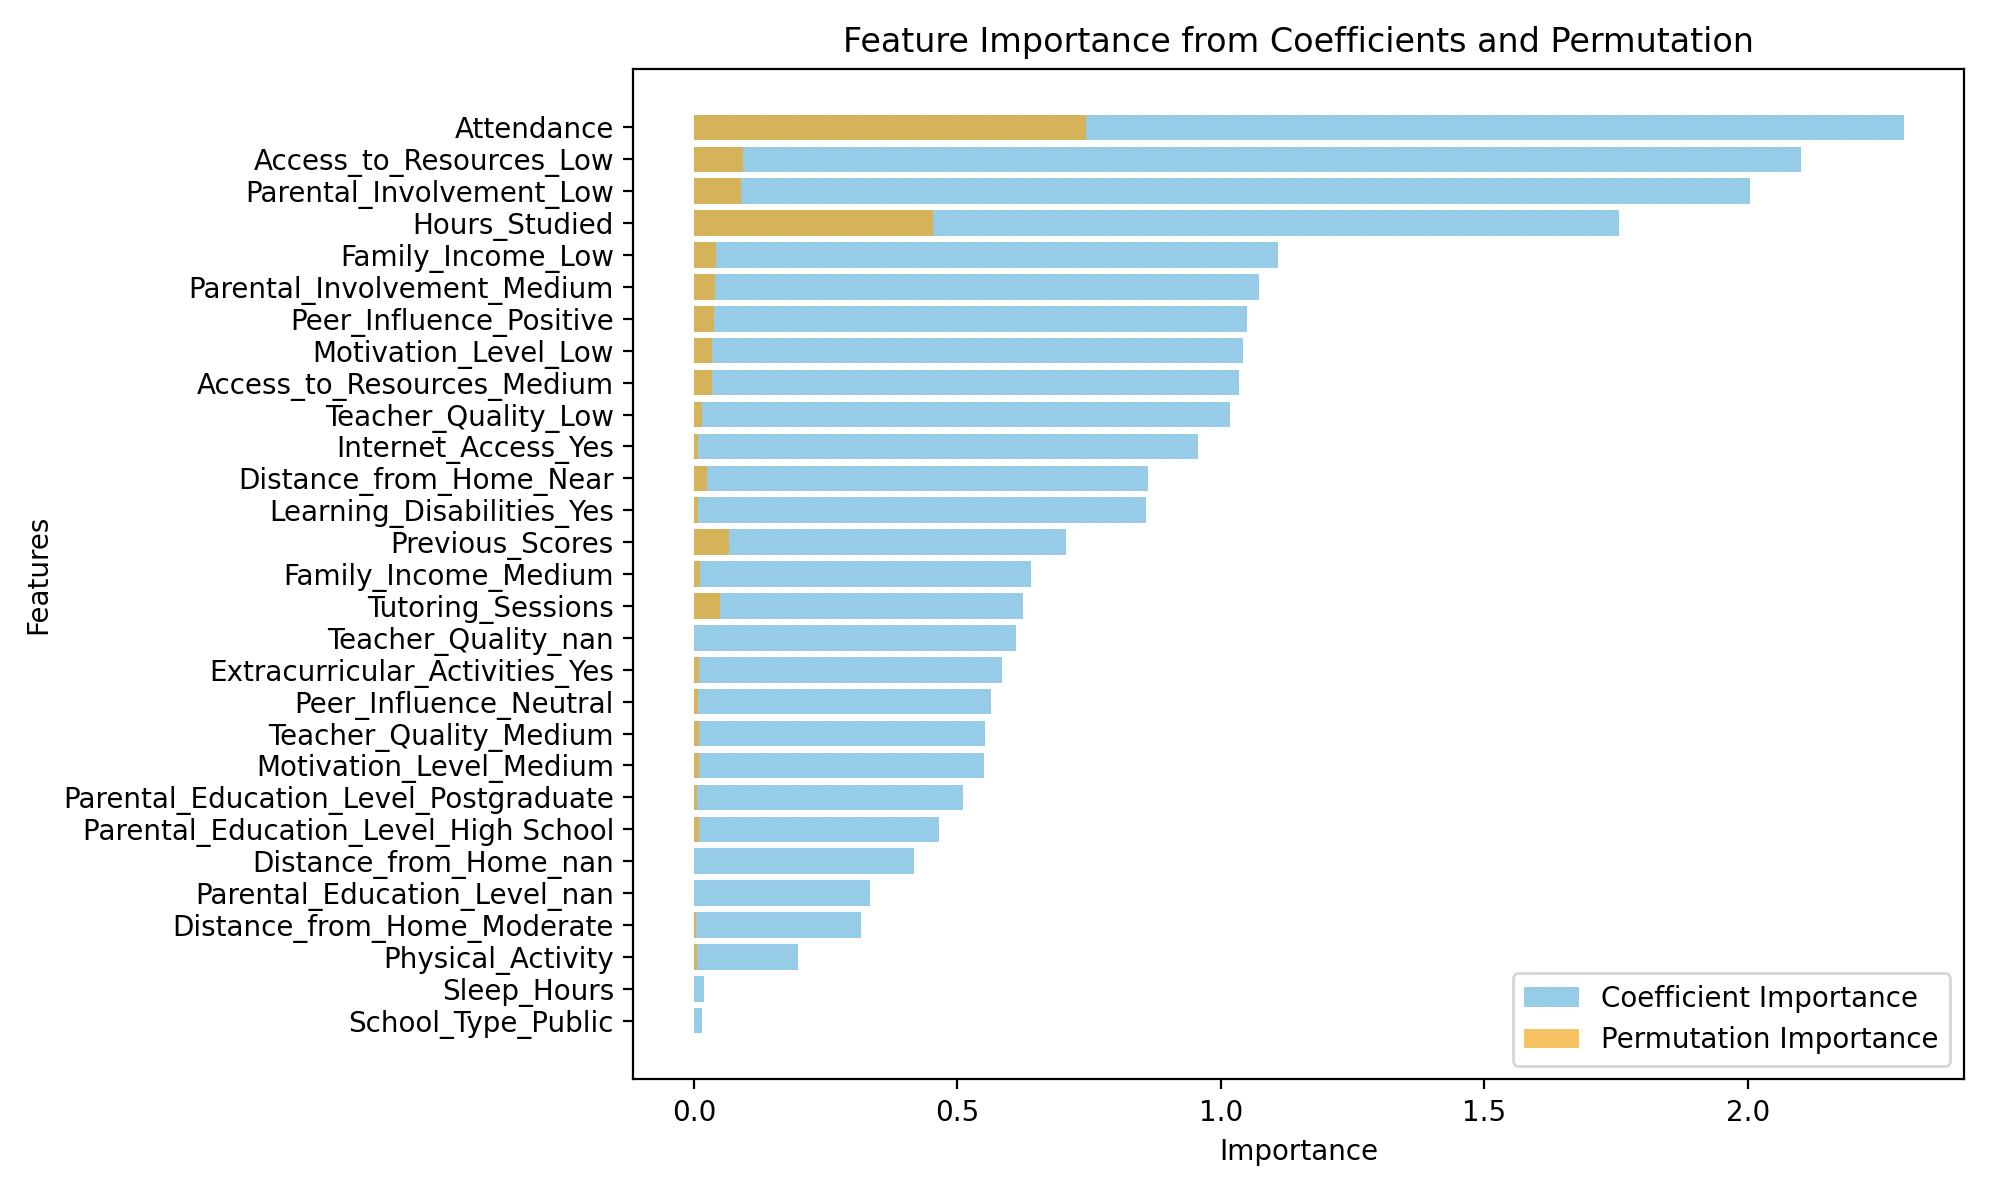 Feature Importance from Coefficients and Permutation
Attendance
Access_to_Resources_Low
Parental_Involvement_Low
Hours_Studied
Family_Income_Low
Parental_Involvement_Medium
Peer_Influence_Positive
Motivation_Level_Low
Access_to_Resources_Medium
Teacher_Quality_Low
Internet_Access_Yes
Distance_from_Home_Near
Learning_Disabilities_Yes
Previous_Scores
Family_Income_Medium
Tutoring_Sessions
Teacher_Quality_nan
Extracurricular_Activities_Yes
Peer_Influence_Neutral
Teacher_Quality_Medium
Motivation_Level_Medium
Parental_Education_Level_Postgraduate
Parental_Education_Level_High School
Distance_from_Home_nan
Parental_Education_Level_nan
Distance_from_Home_Moderate
Physical_Activity
Sleep_Hours
School_Type_Public
Features
Coefficient Importance
Permutation Importance
0.0 0.5 1.0 1.5 2.0
Importance